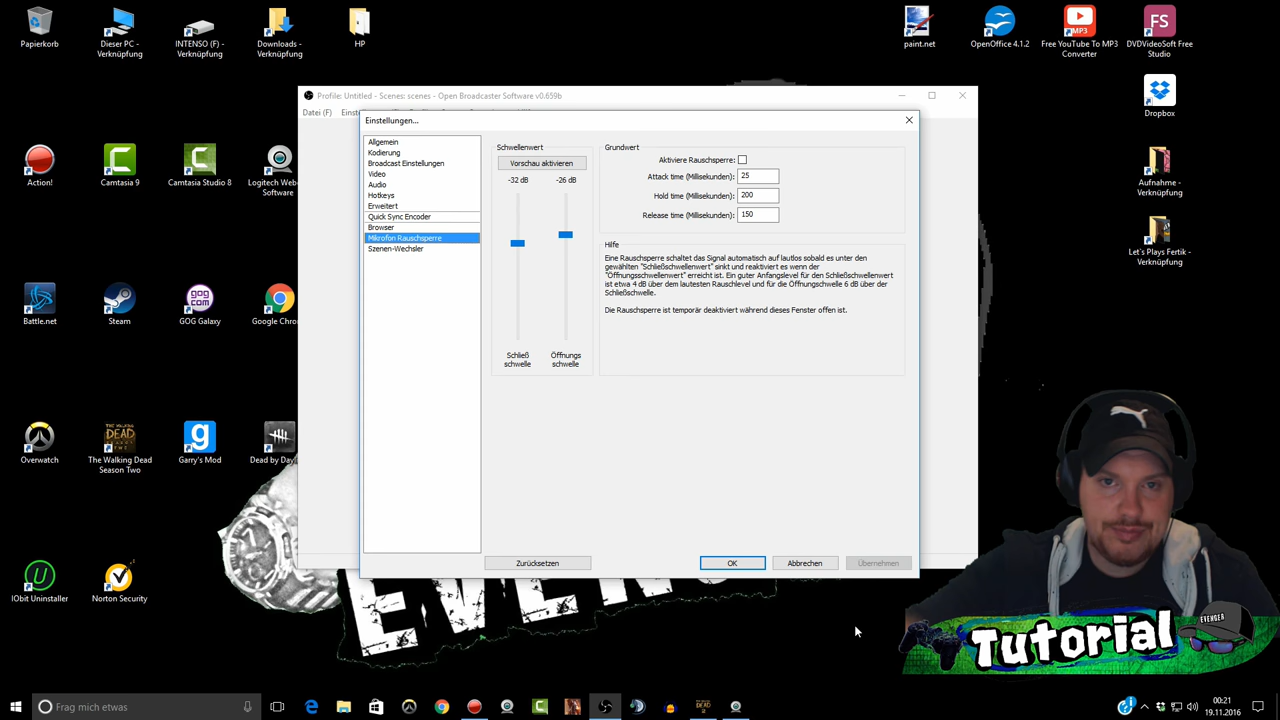 Papierkorb
Dieser PC -
Verknüpfung
INTENSO (F) -
Verknüpfung
Downloads -
Verknüpfung
HP
paint.net
OpenOffice 4.1.2
MP3
Free YouTube To MP3
Converter
FS
DVDVideoSoft Free
Studio
Dropbox
Action!
Camtasia 9
Camtasia Studio 8
Logitech Web
Software
Aufnahme -
Verknüpfung
Let`s Plays Fertik -
Verknüpfung
Battle.net
Steam
gog
com
GOG Galaxy
Google Chro
Overwatch
The Walking Dead
Season Two
Garry's Mod
Dead by Day
IObit Uninstaller
Norton Security
Profile: Untitled - Scenes: scenes - Open Broadcaster Software v0.659b
Datei (F)
Einst
Einstellungen...
Allgemein
Kodierung
Broadcast Einstellungen
Video
Audio
Hotkeys
Erweitert
Quick Sync Encoder
Browser
Mikrofon Rauschsperre
Szenen-Wechsler
Schwellenwert
Vorschau aktivieren
-32 dB
-26 dB
Schließ
schwelle
Öffnungs
schwelle
Grundwert
Aktiviere Rauschsperre:
Attack time (Millisekunden):
25
Hold time (Millisekunden):
200
Release time (Millisekunden):
150
Hilfe
Eine Rauschsperre schaltet das Signal automatisch auf lautlos sobald es unter den
gewählten "Schließschwellenwert" sinkt und reaktiviert es wenn der
"Öffnungsschwellenwert" erreicht ist. Ein guter Anfangslevel für den Schließschwellenwert
ist etwa 4 dB über dem lautesten Rauschlevel und für die Öffnungschwelle 6 dB über der
Schließschwelle.
Die Rauschsperre ist temporär deaktiviert während dieses Fenster offen ist.
Zurücksetzen
OK
Abbrechen
Übernehmen
Tutorial
EVENGER
Frag mich etwas
00:21
19.11.2016